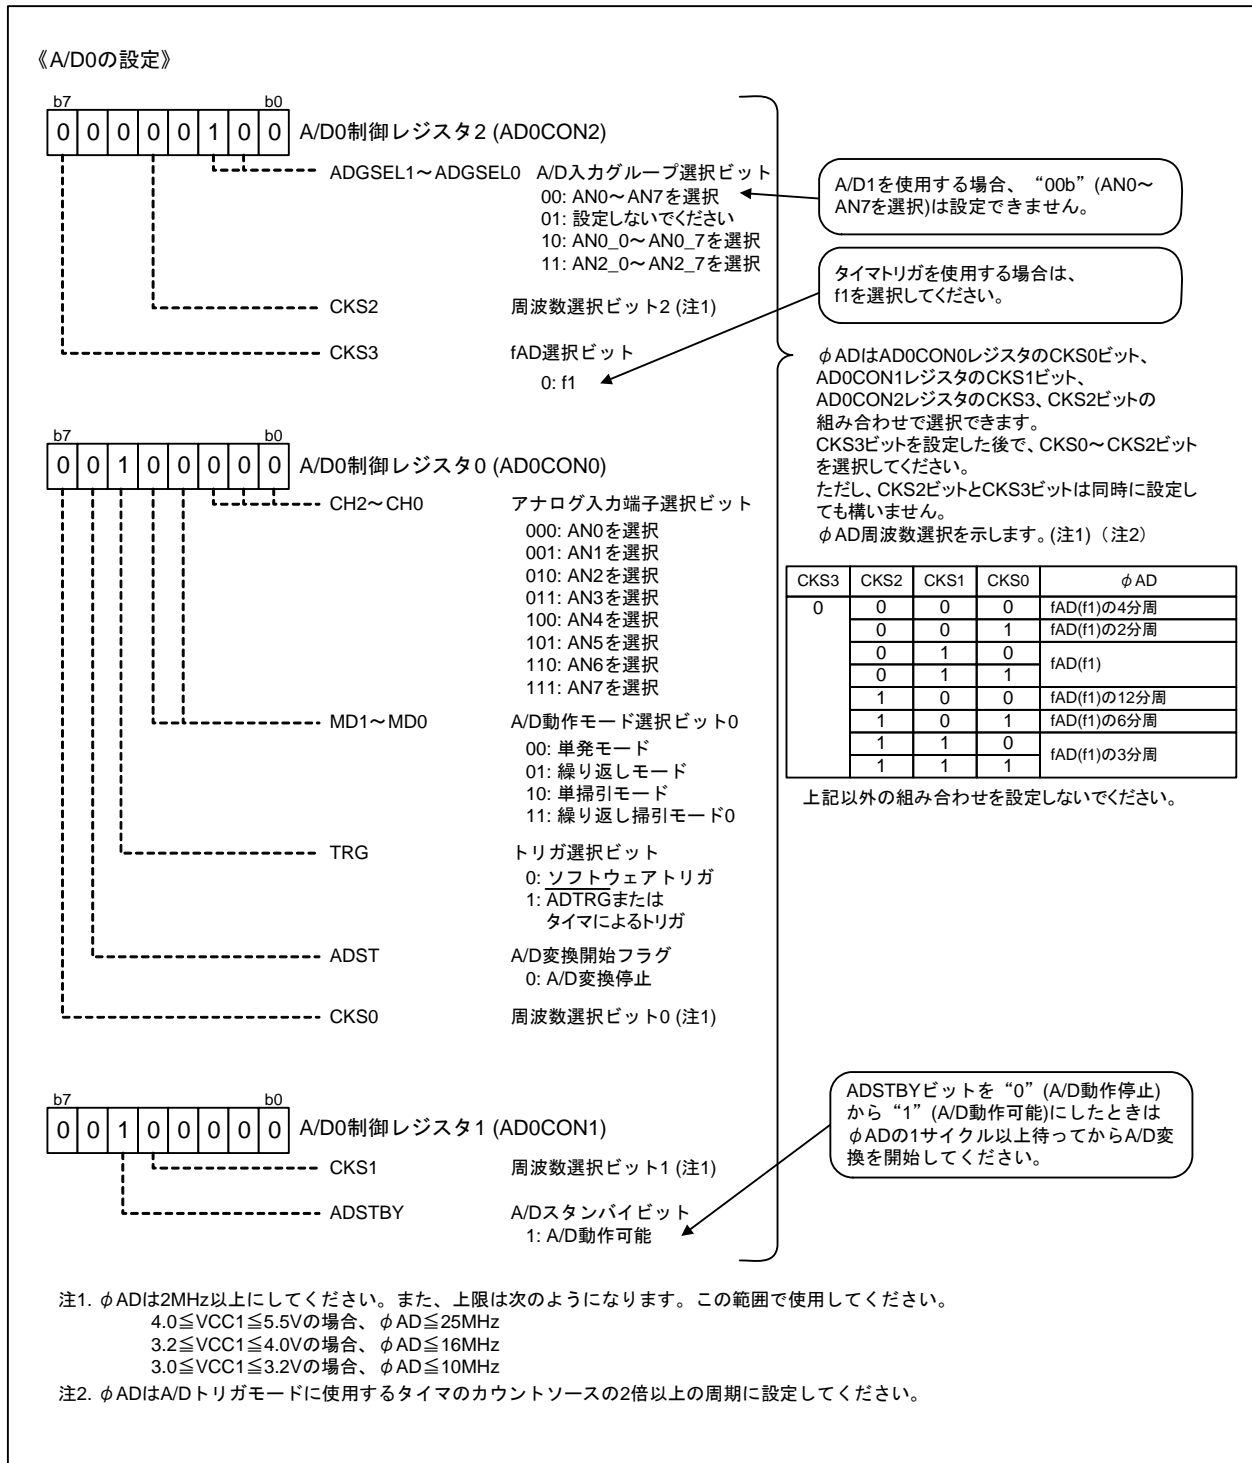 《A/D0の設定》
b7 b0
0 0 0 0 0 1 0 0 A/D0制御レジスタ2 (AD0CON2)
ADGSEL1～ADGSEL0 A/D入力グループ選択ビット
00: AN0～AN7を選択
01: 設定しないでください
10: AN0_0～AN0_7を選択
11: AN2_0～AN2_7を選択
CKS2 周波数選択ビット2 (注1)
CKS3 fAD選択ビット
0: f1
A/D1を使用する場合、“00b”(AN0～
AN7を選択)は設定できません。
タイマトリガを使用する場合は、
f1を選択してください。
b7 b0
0 0 1 0 0 0 0 0 A/D0制御レジスタ0 (AD0CON0)
CH2～CH0 アナログ入力端子選択ビット
000: AN0を選択
001: AN1を選択
010: AN2を選択
011: AN3を選択
100: AN4を選択
101: AN5を選択
110: AN6を選択
111: AN7を選択
MD1～MD0 A/D動作モード選択ビット0
00: 単発モード
01: 繰り返しモード
10: 単掃引モード
11: 繰り返し掃引モード0
TRG トリガ選択ビット
0: ソフトウェアトリガ
1: ADTRGまたは
タイマによるトリガ
ADST A/D変換開始フラグ
0: A/D変換停止
CKS0 周波数選択ビット0 (注1)
φADはAD0CON0レジスタのCKS0ビット、
AD0CON1レジスタのCKS1ビット、
AD0CON2レジスタのCKS3、CKS2ビットの
組み合わせで選択できます。
CKS3ビットを設定した後で、CKS0～CKS2ビット
を選択してください。
ただし、CKS2ビットとCKS3ビットは同時に設定し
ても構いません。
φAD周波数選択を示します。(注1)（注2）
CKS3 CKS2 CKS1 CKS0 φAD
0 0 0 0 fAD(f1)の4分周
0 0 1 fAD(f1)の2分周
0 1 0 fAD(f1)
0 1 1
1 0 0 fAD(f1)の12分周
1 0 1 fAD(f1)の6分周
1 1 0 fAD(f1)の3分周
1 1 1
上記以外の組み合わせを設定しないでください。
b7 b0
0 0 1 0 0 0 0 0 A/D0制御レジスタ1 (AD0CON1)
CKS1 周波数選択ビット1 (注1)
ADSTBY A/Dスタンバイビット
1: A/D動作可能
ADSTBYビットを“0”(A/D動作停止)
から“1”(A/D動作可能)にしたときは
φADの1サイクル以上待ってからA/D変
換を開始してください。
注1. φADは2MHz以上にしてください。また、上限は次のようになります。この範囲で使用してください。
4.0≦VCC1≦5.5Vの場合、φAD≦25MHz
3.2≦VCC1≦4.0Vの場合、φAD≦16MHz
3.0≦VCC1≦3.2Vの場合、φAD≦10MHz
注2. φADはA/Dトリガモードに使用するタイマのカウントソースの2倍以上の周期に設定してください。